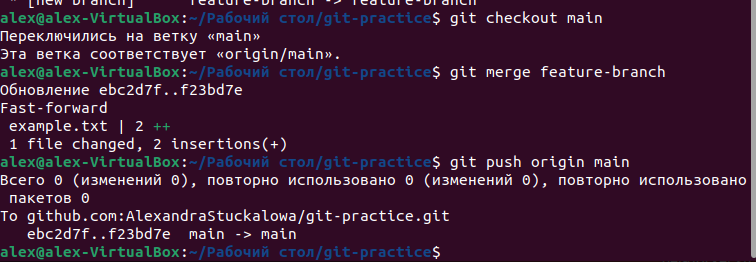 * [new branch]      feature-branch -> feature-branch
alex@alex-VirtualBox:~/Рабочий стол/git-practice$ git checkout main
Переключились на ветку «main»
Эта ветка соответствует «origin/main».
alex@alex-VirtualBox:~/Рабочий стол/git-practice$ git merge feature-branch
Обновление ebc2d7f..f23bd7e
Fast-forward
 example.txt | 2 ++
 1 file changed, 2 insertions(+)
alex@alex-VirtualBox:~/Рабочий стол/git-practice$ git push origin main
Всего 0 (изменений 0), повторно использовано 0 (изменений 0), повторно использовано
 пакетов 0
To github.com:AlexandraStuckalowa/git-practice.git
   ebc2d7f..f23bd7e  main -> main
alex@alex-VirtualBox:~/Рабочий стол/git-practice$